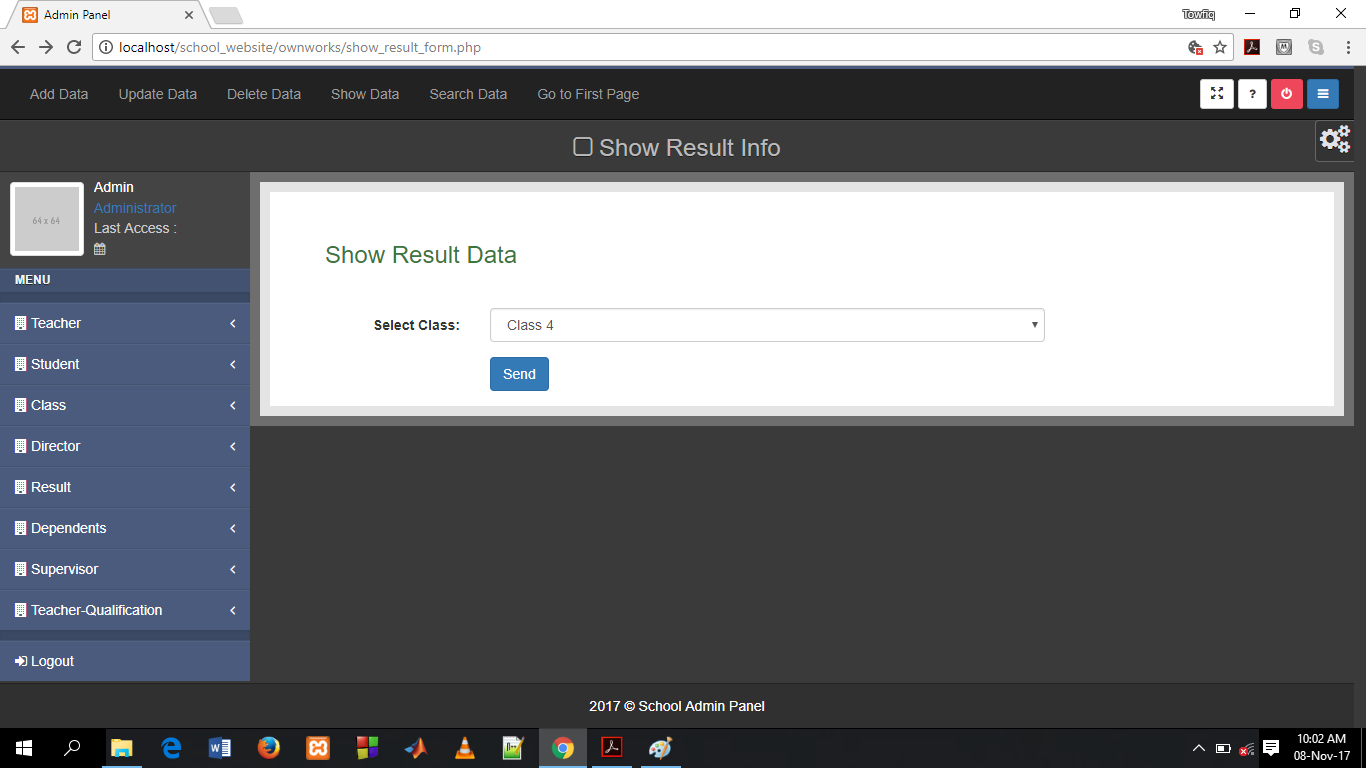 Admin Panel
Towfiq
localhost/school_website/ownworks/show_result_form.php
Add Data Update Data Delete Data Show Data Search Data Go to First Page ?
Show Result Info
64 x 64
Admin
Administrator
Last Access :
MENU
Teacher
Student
Class
Director
Result
Dependents
Supervisor
Teacher-Qualification
Logout
Show Result Data
Select Class: Class 4
Send
2017 © School Admin Panel
10:02 AM
08-Nov-17